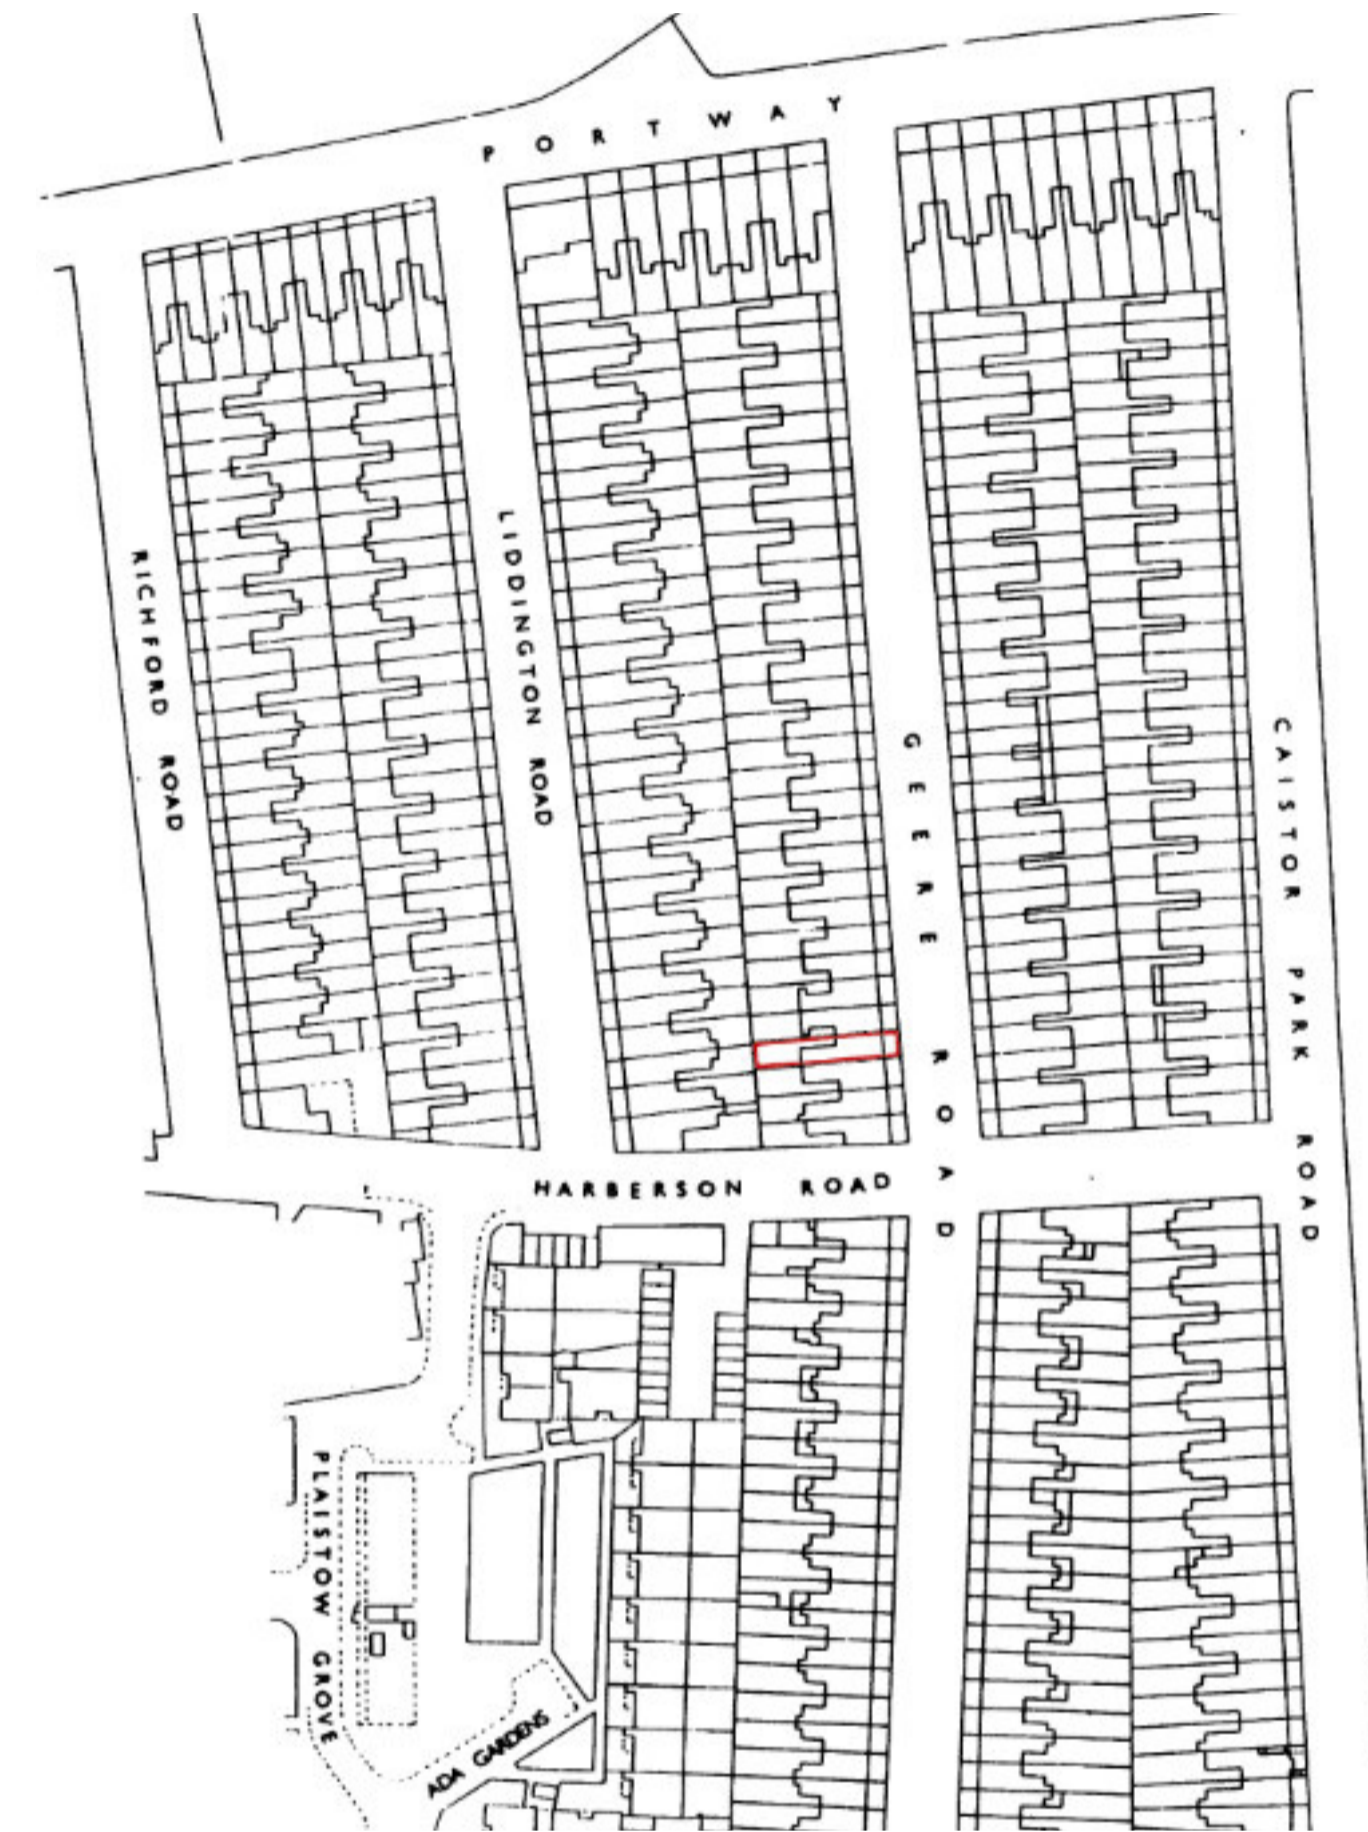 PORTWAY
RICHFORD ROAD
LIDDINGTON ROAD
GEERE ROAD
CAISTOR PARK ROAD
HARBERSON ROAD
PLAISTOW GROVE
ADA GARDENS